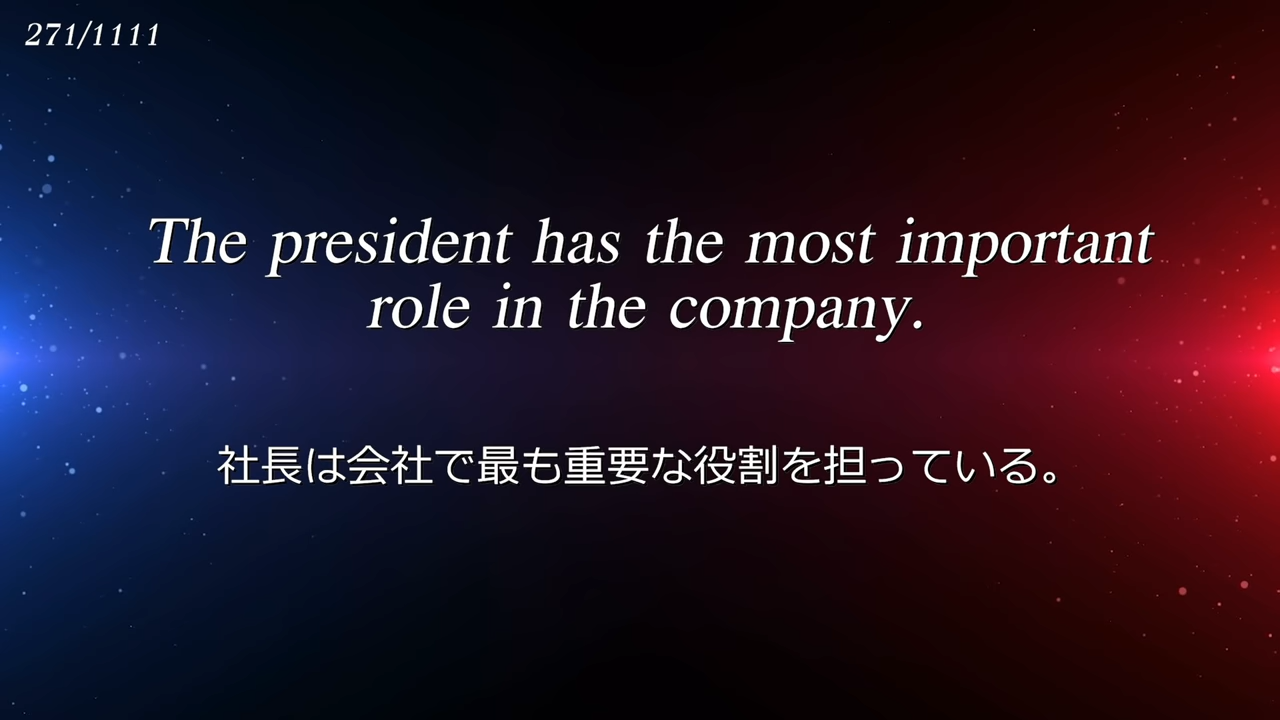 271/1111
The president has the most important
role in the company.
社長は会社で最も重要な役割を担っている。